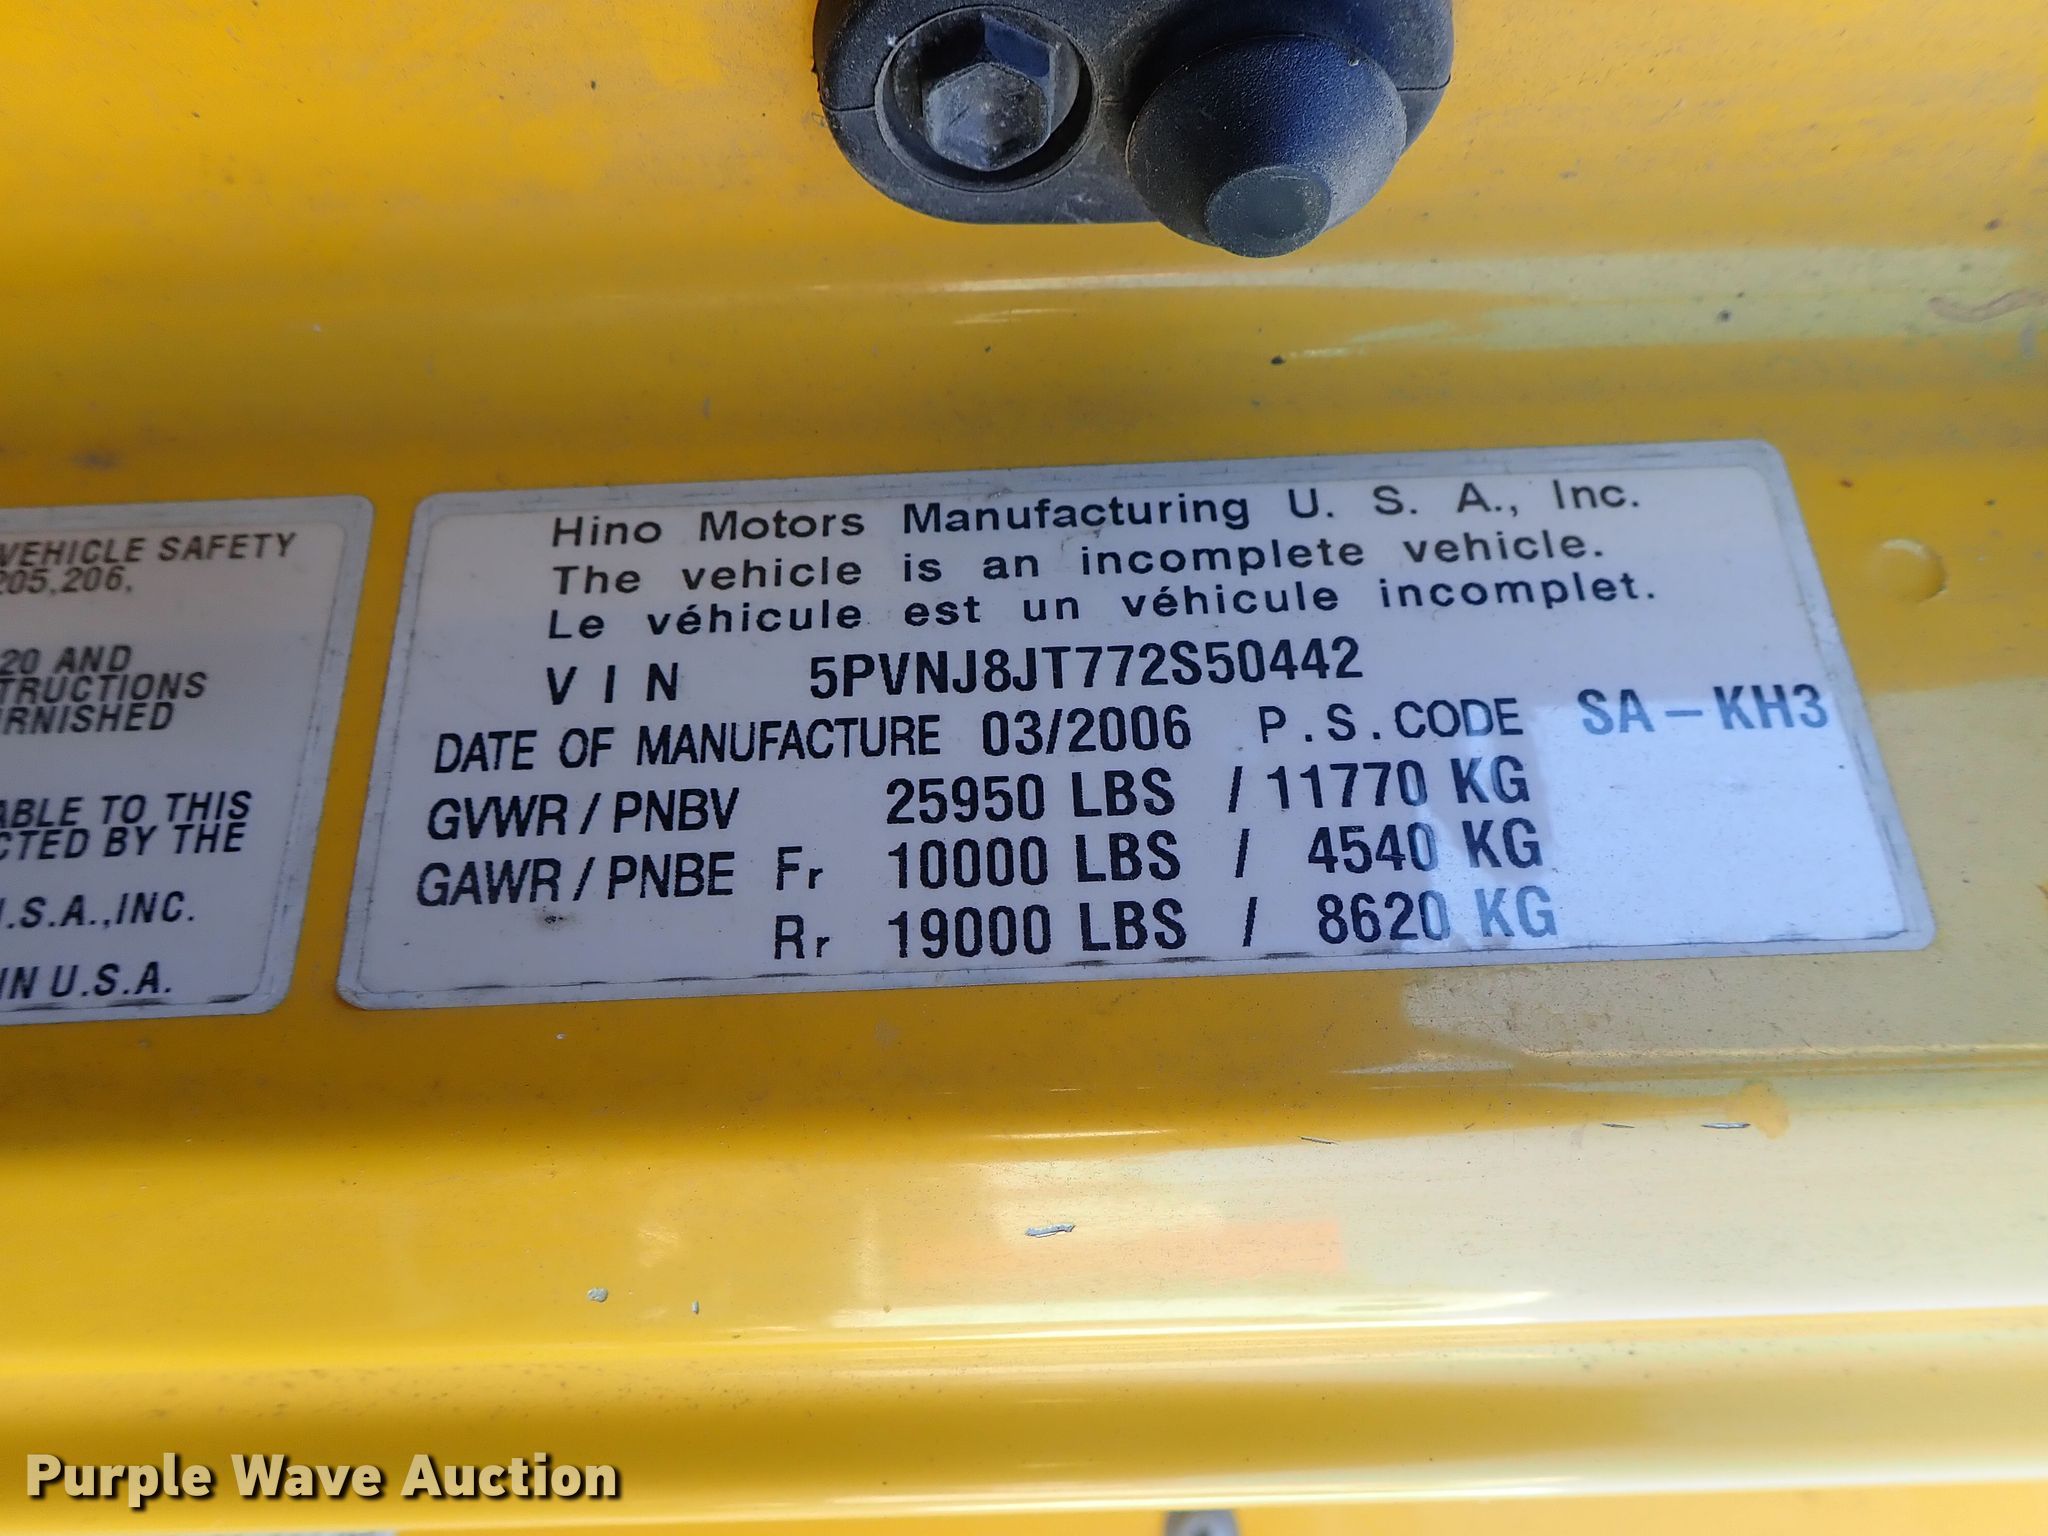 VEHICLE SAFETY
205,206,
20 AND
TRUCTIONS
RNISHED
ABLE TO THIS
CTED BY THE
.S.A.,INC.
IN U.S.A.
Hino Motors Manufacturing U. S. A., Inc.
The vehicle is an incomplete vehicle.
Le véhicule est un véhicule incomplet.
VIN 5PVNJ8JT772S50442
DATE OF MANUFACTURE 03/2006 P.S.CODE SA-KH3
GVWR/PNBV 25950 LBS / 11770 KG
GAWR/PNBE Fr 10000 LBS / 4540 KG
Rr 19000 LBS / 8620 KG
Purple Wave Auction